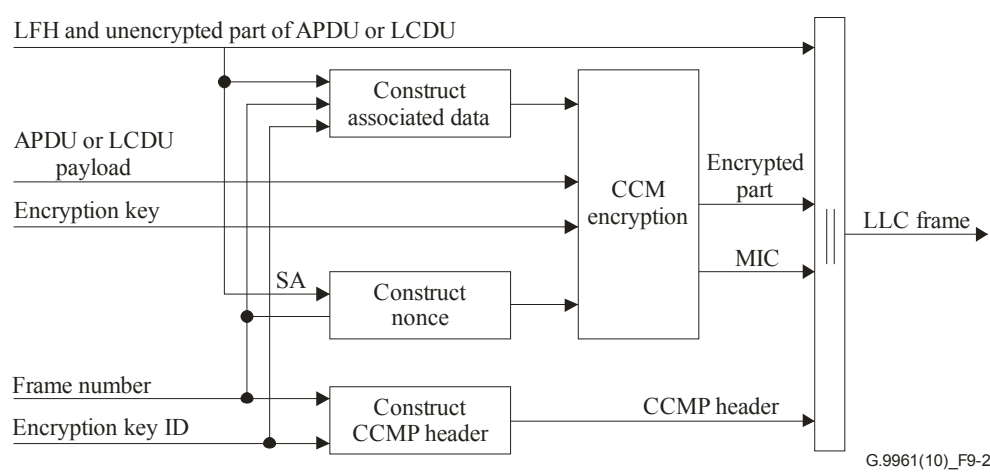 LFH and unencrypted part of APDU or LCDU
Construct
associated data
APDU or LCDU
payload
Encryption key
CCM
encryption
Encrypted
part
MIC
||
LLC frame
SA
Construct
nonce
Frame number
Encryption key ID
Construct
CCMP header
CCMP header
G.9961(10)_F9-2